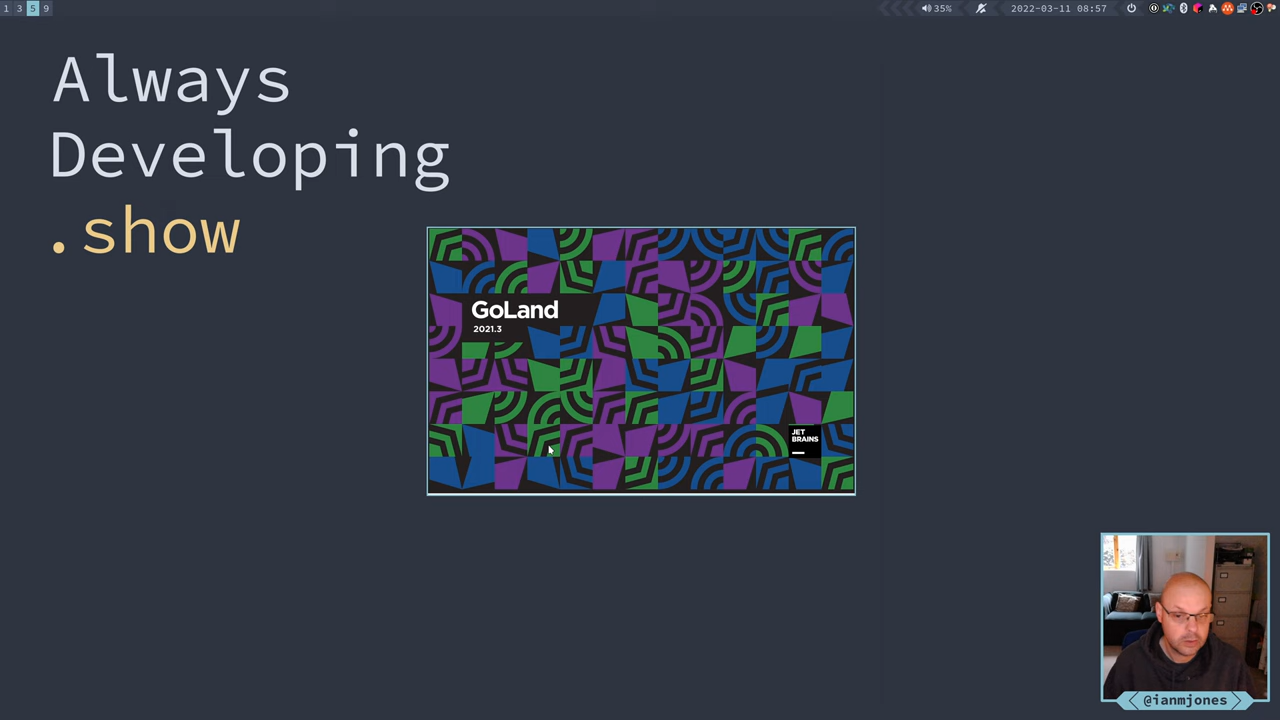 1 3 5 9
35%
2022-03-11 08:57
Always
Developing
.show
GoLand
2021.3
JET
BRAINS
@ianmjones